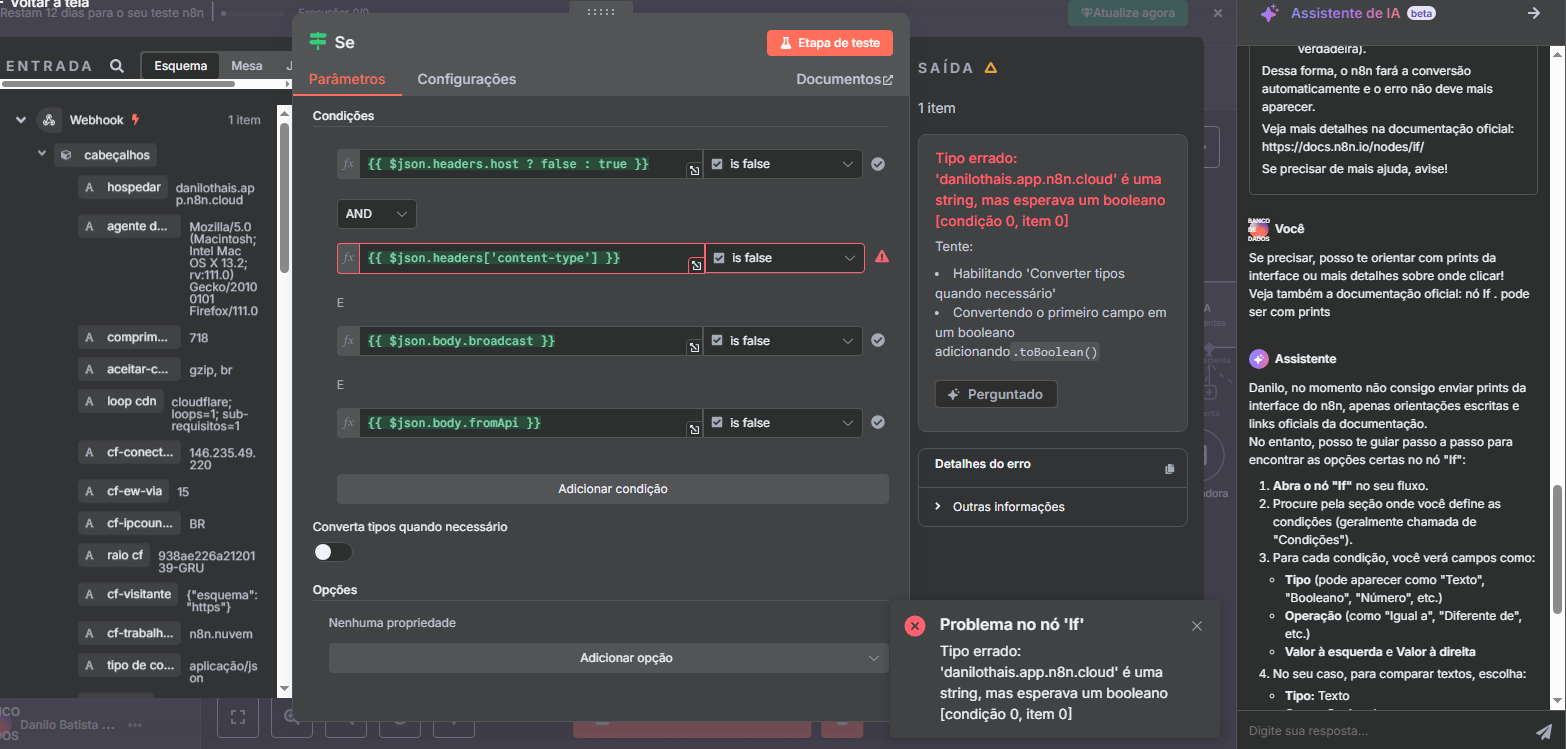 Voltar à tela
Restam 12 dias para o seu teste n8n
Execuções 0/0
Atualize agora
ENTRADA
Esquema
Mesa
J
Webhook
1 item
cabeçalhos
A hospedar danilothais.ap
p.n8n.cloud
A agente d... Mozilla/5.0
(Macintosh;
Intel Mac
OS X 13.2;
rv:111.0)
Gecko/2010
0101
Firefox/111.0
A comprim... 718
A aceitar-c... gzip, br
A loop cdn cloudflare;
loops=1; sub-
requisitos=1
A cf-conect... 146.235.49.
220
A cf-ew-via 15
A cf-ipcoun... BR
A raio cf 938ae226a21201
39-GRU
A cf-visitante {"esquema":
"https"}
A cf-trabalh... n8n.nuvem
A tipo de co... aplicação/js
on
Danilo Batista ...
Se
Etapa de teste
Parâmetros
Configurações
Documentos
Condições
fx {{ $json.headers.host ? false : true }} is false
AND
fx {{ $json.headers['content-type'] }} is false
E
fx {{ $json.body.broadcast }} is false
E
fx {{ $json.body.fromApi }} is false
Adicionar condição
Converta tipos quando necessário
Opções
Nenhuma propriedade
Adicionar opção
SAÍDA
1 item
Tipo errado:
'danilothais.app.n8n.cloud' é uma
string, mas esperava um booleano
[condição 0, item 0]
Tente:
• Habilitando 'Converter tipos
quando necessário'
• Convertendo o primeiro campo em
um booleano
adicionando .toBoolean()
Perguntado
Detalhes do erro
Outras informações
Problema no nó 'If'
Tipo errado:
'danilothais.app.n8n.cloud' é uma
string, mas esperava um booleano
[condição 0, item 0]
Assistente de IA beta
verdadeira).
Dessa forma, o n8n fará a conversão
automaticamente e o erro não deve mais
aparecer.
Veja mais detalhes na documentação oficial:
https://docs.n8n.io/nodes/if/
Se precisar de mais ajuda, avise!
BANCO
DE
DADOS
Você
Se precisar, posso te orientar com prints da
interface ou mais detalhes sobre onde clicar!
Veja também a documentação oficial: nó If . pode
ser com prints
Assistente
Danilo, no momento não consigo enviar prints da
interface do n8n, apenas orientações escritas e
links oficiais da documentação.
No entanto, posso te guiar passo a passo para
encontrar as opções certas no nó "If":
1. Abra o nó "If" no seu fluxo.
2. Procure pela seção onde você define as
condições (geralmente chamada de
"Condições").
3. Para cada condição, você verá campos como:
Tipo (pode aparecer como "Texto",
"Booleano", "Número", etc.)
Operação (como "Igual a", "Diferente de",
etc.)
Valor à esquerda e Valor à direita
4. No seu caso, para comparar textos, escolha:
Tipo: Texto
Digite sua resposta...